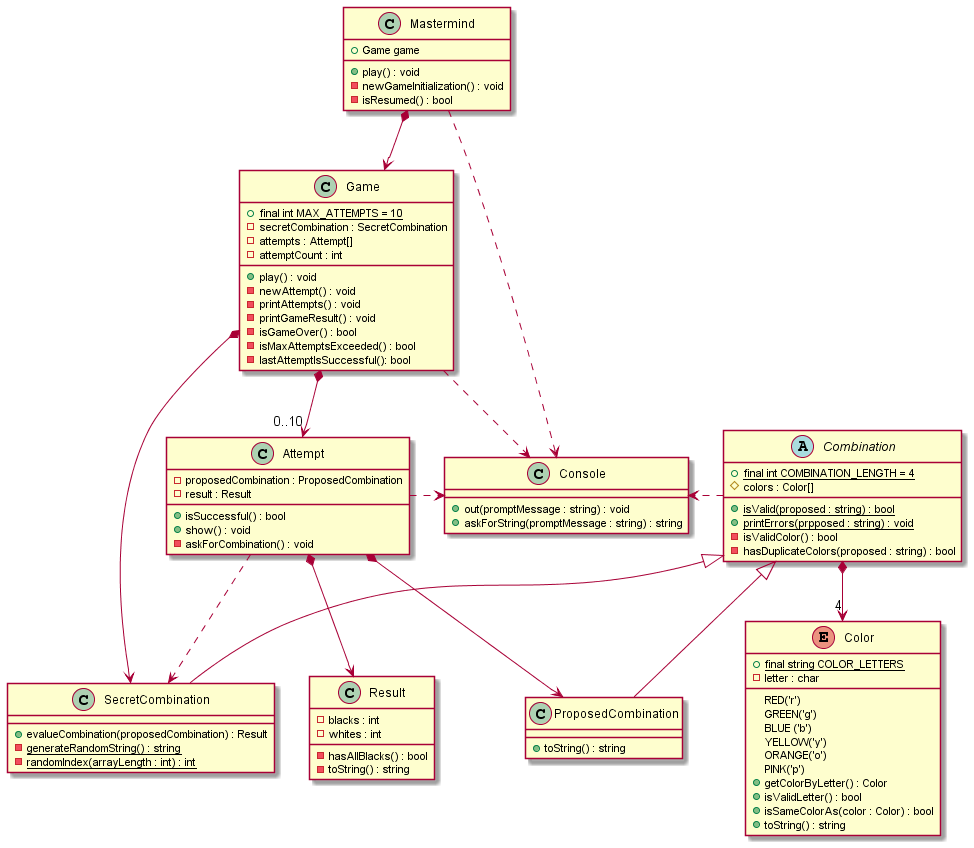 C Mastermind
Game game
play() : void
newGameInitialization() : void
isResumed() : bool
C Game
final int MAX_ATTEMPTS = 10
secretCombination : SecretCombination
attempts : Attempt[]
attemptCount : int
play() : void
newAttempt() : void
printAttempts() : void
printGameResult() : void
isGameOver() : bool
isMaxAttemptsExceeded() : bool
lastAttemptIsSuccessful(): bool
0..10
C Attempt
proposedCombination : ProposedCombination
result : Result
isSuccessful() : bool
show() : void
askForCombination() : void
C Console
out(promptMessage : string) : void
askForString(promptMessage : string) : string
A Combination
final int COMBINATION_LENGTH = 4
colors : Color[]
isValid(proposed : string) : bool
printErrors(prpposed : string) : void
isValidColor() : bool
hasDuplicateColors(proposed : string) : bool
4
C SecretCombination
evalueCombination(proposedCombination) : Result
generateRandomString() : string
randomIndex(arrayLength : int) : int
C Result
blacks : int
whites : int
hasAllBlacks() : bool
toString() : string
C ProposedCombination
toString() : string
E Color
final string COLOR_LETTERS
letter : char
RED('r')
GREEN('g')
BLUE ('b')
YELLOW('y')
ORANGE('o')
PINK('p')
getColorByLetter() : Color
isValidLetter() : bool
isSameColorAs(color : Color) : bool
toString() : string